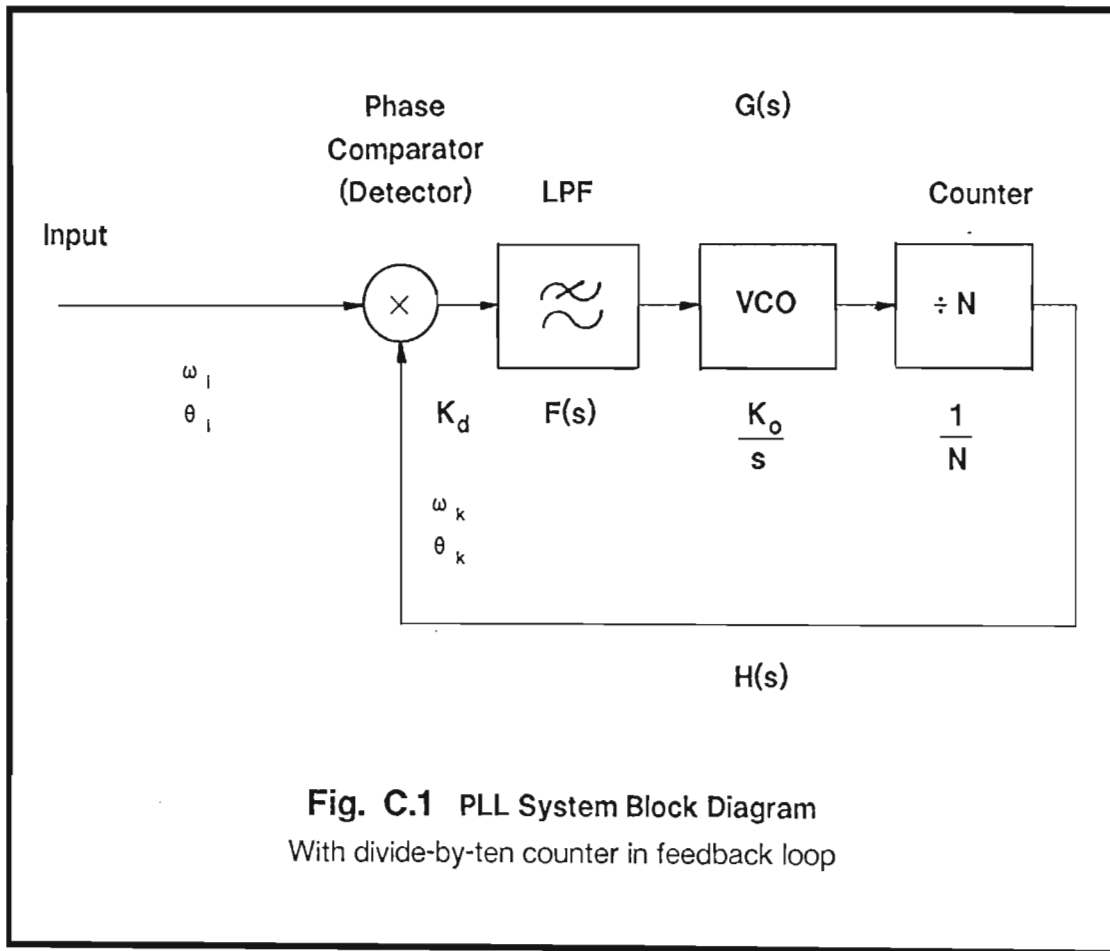 Phase
Comparator
(Detector)
G(s)
LPF
Counter
Input
×
VCO
÷ N
ω i
θ i
K d
F(s)
K o
s
1
N
ω k
θ k
H(s)
Fig. C.1 PLL System Block Diagram
With divide-by-ten counter in feedback loop